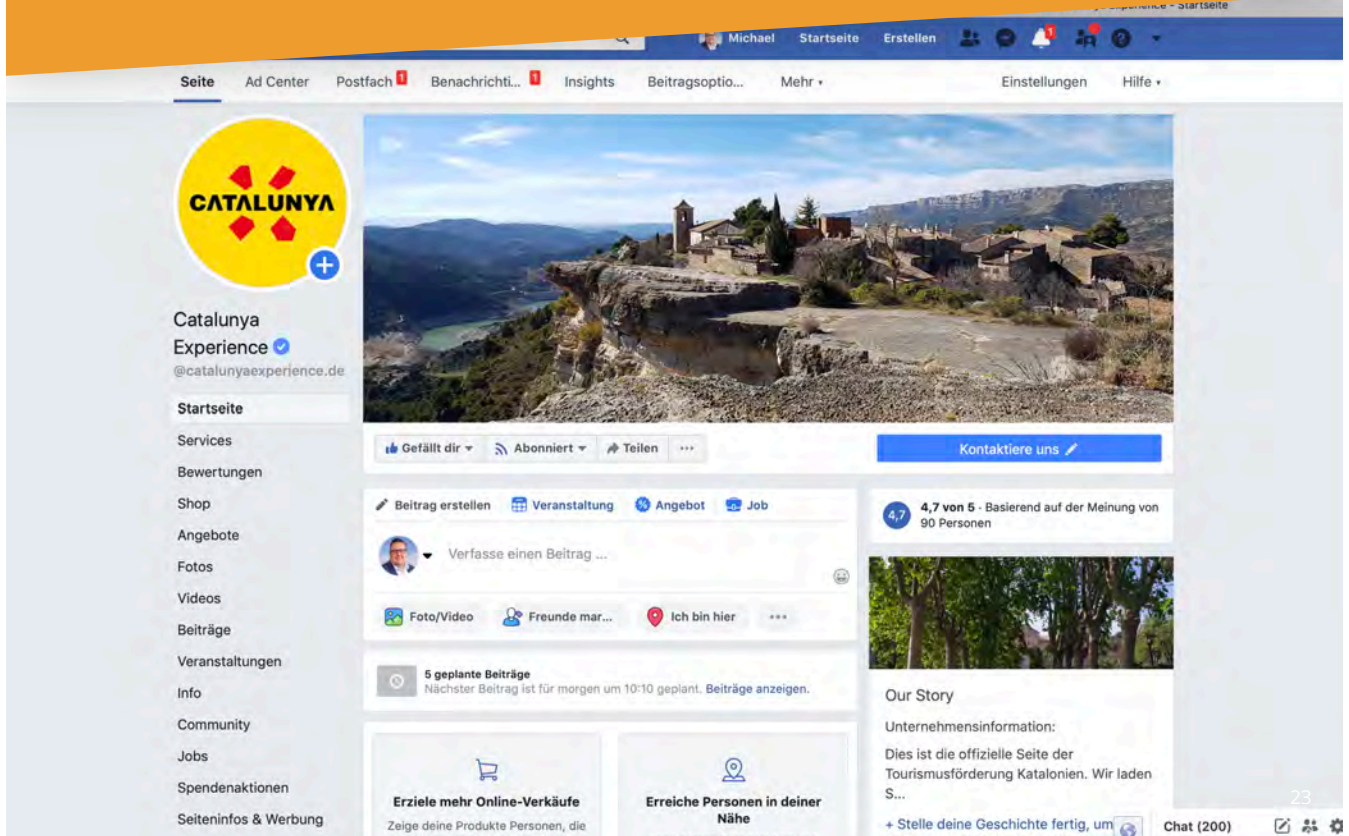 Experience - Startseite
Michael Startseite Erstellen 1
Seite Ad Center Postfach 1 Benachrichti... 1 Insights Beitragsoptio... Mehr Einstellungen Hilfe
CATALUNYA
Catalunya
Experience
@catalunyaexperience.de
Startseite
Services
Bewertungen
Shop
Angebote
Fotos
Videos
Beiträge
Veranstaltungen
Info
Community
Jobs
Spendenaktionen
Seiteninfos & Werbung
Gefällt dir Abonniert Teilen ...
Kontaktiere uns
Beitrag erstellen Veranstaltung Angebot Job
Verfasse einen Beitrag ...
Foto/Video Freunde mar... Ich bin hier ...
5 geplante Beiträge
Nächster Beitrag ist für morgen um 10:10 geplant. Beiträge anzeigen.
Erziele mehr Online-Verkäufe
Zeige deine Produkte Personen, die
Erreiche Personen in deiner
Nähe
4,7
4,7 von 5 · Basierend auf der Meinung von
90 Personen
Our Story
Unternehmensinformation:
Dies ist die offizielle Seite der
Tourismusförderung Katalonien. Wir laden
S...
+ Stelle deine Geschichte fertig, um
23
Chat (200)